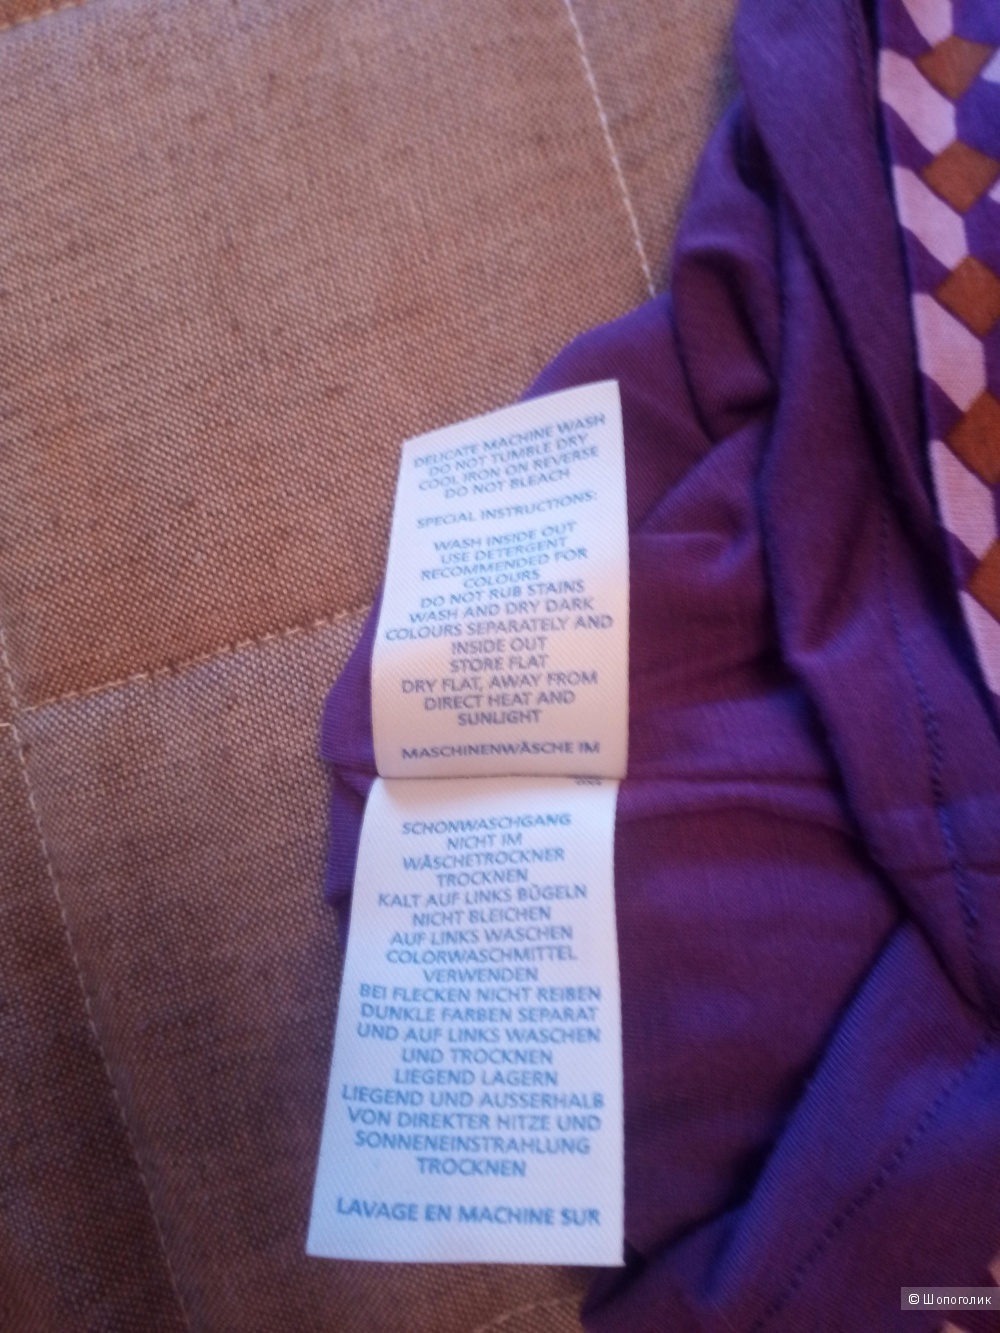 DELICATE MACHINE WASH
DO NOT TUMBLE DRY
COOL IRON ON REVERSE
DO NOT BLEACH
SPECIAL INSTRUCTIONS:
WASH INSIDE OUT
USE DETERGENT
RECOMMENDED FOR
COLOURS
DO NOT RUB STAINS
WASH AND DRY DARK
COLOURS SEPARATELY AND
INSIDE OUT
STORE FLAT
DRY FLAT, AWAY FROM
DIRECT HEAT AND
SUNLIGHT
MASCHINENWÄSCHE IM
SCHONWASCHGANG
NICHT IM
WÄSCHETROCKNER
TROCKNEN
KALT AUF LINKS BÜGELN
NICHT BLEICHEN
AUF LINKS WASCHEN
COLORWASCHMITTEL
VERWENDEN
BEI FLECKEN NICHT REIBEN
DUNKLE FARBEN SEPARAT
UND AUF LINKS WASCHEN
UND TROCKNEN
LIEGEND LAGERN
LIEGEND UND AUSSERHALB
VON DIREKTER HITZE UND
SONNENEINSTRAHLUNG
TROCKNEN
LAVAGE EN MACHINE SUR
© Шопоголик